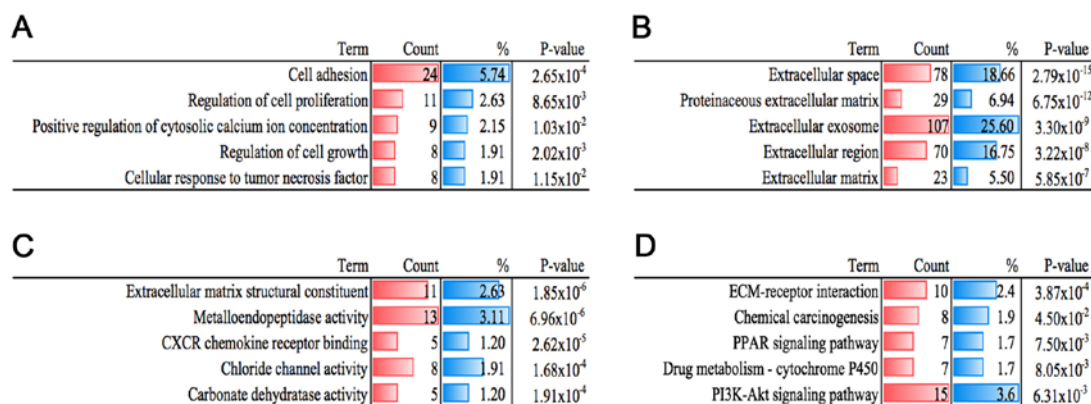 A
Term Count % P-value
Cell adhesion 24 5.74 2.65x10⁻⁴
Regulation of cell proliferation 11 2.63 8.65x10⁻³
Positive regulation of cytosolic calcium ion concentration 9 2.15 1.03x10⁻²
Regulation of cell growth 8 1.91 2.02x10⁻³
Cellular response to tumor necrosis factor 8 1.91 1.15x10⁻²
B
Term Count % P-value
Extracellular space 78 18.66 2.79x10⁻¹⁵
Proteinaceous extracellular matrix 29 6.94 6.75x10⁻¹²
Extracellular exosome 107 25.60 3.30x10⁻⁹
Extracellular region 70 16.75 3.22x10⁻⁸
Extracellular matrix 23 5.50 5.85x10⁻⁷
C
Term Count % P-value
Extracellular matrix structural constituent 11 2.63 1.85x10⁻⁶
Metalloendopeptidase activity 13 3.11 6.96x10⁻⁶
CXCR chemokine receptor binding 5 1.20 2.62x10⁻⁵
Chloride channel activity 8 1.91 1.68x10⁻⁴
Carbonate dehydratase activity 5 1.20 1.91x10⁻⁴
D
Term Count % P-value
ECM-receptor interaction 10 2.4 3.87x10⁻⁴
Chemical carcinogenesis 8 1.9 4.50x10⁻²
PPAR signaling pathway 7 1.7 7.50x10⁻³
Drug metabolism - cytochrome P450 7 1.7 8.05x10⁻³
PI3K-Akt signaling pathway 15 3.6 6.31x10⁻³